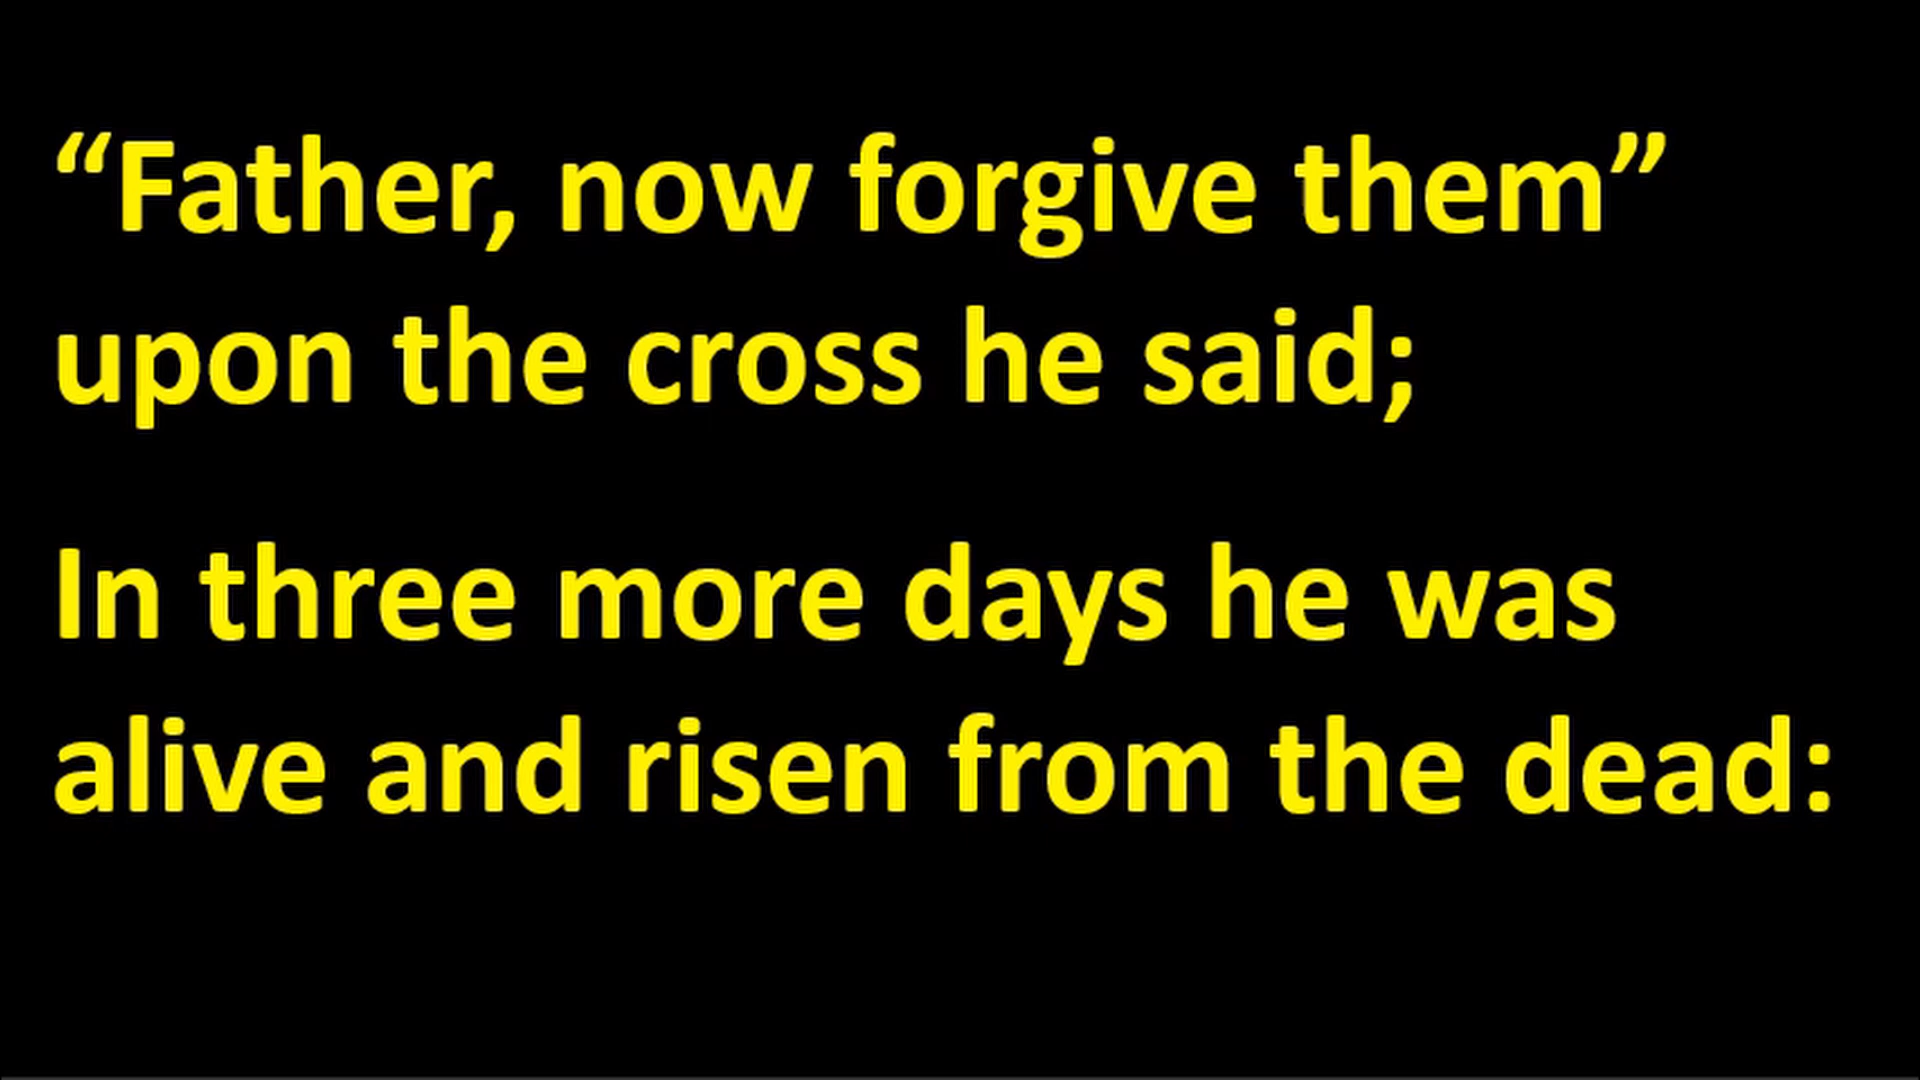 “Father, now forgive them”
upon the cross he said;
In three more days he was
alive and risen from the dead: